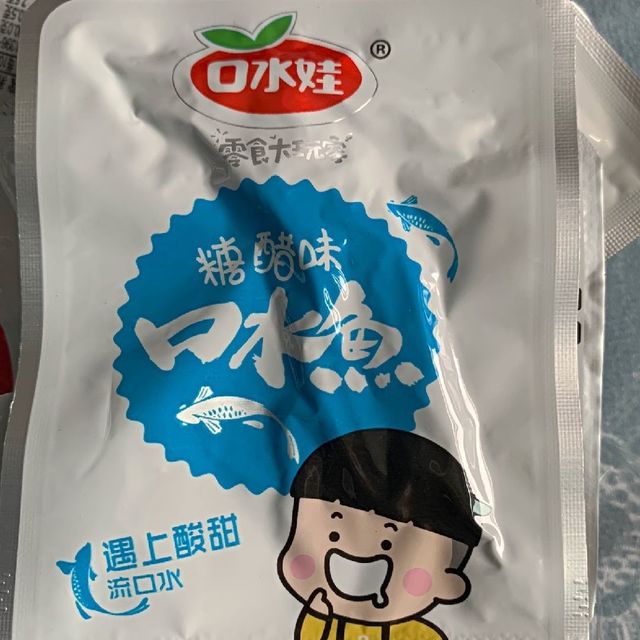 口水娃®
零食大玩家
糖醋味
口水魚
遇上酸甜
流口水